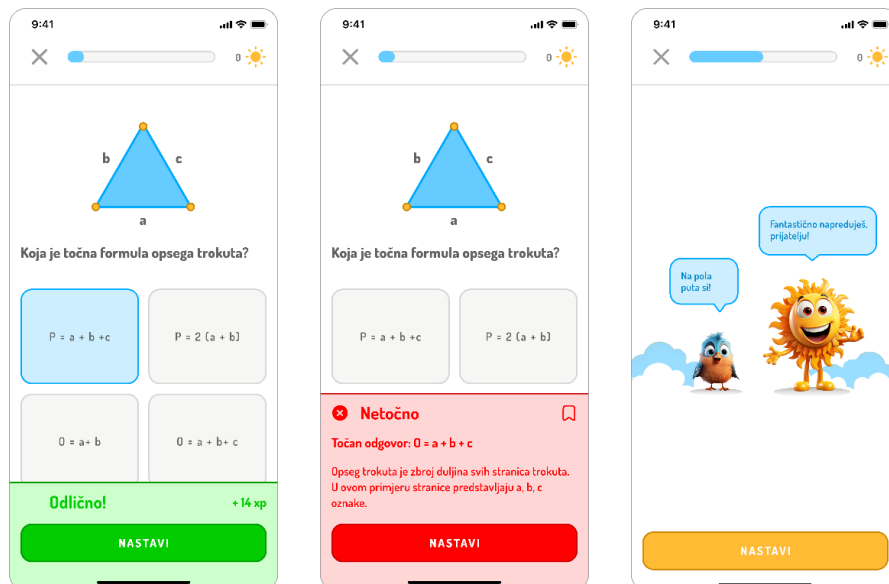 9:41
0
b
c
a
Koja je točna formula opsega trokuta?
P = a + b +c
P = 2 (a + b)
O = a+ b
O = a + b+ c
Odlično!
+ 14 xp
NASTAVI
9:41
0
b
c
a
Koja je točna formula opsega trokuta?
P = a + b +c
P = 2 (a + b)
Netočno
Točan odgovor: O = a + b + c
Opseg trokuta je zbroj duljina svih stranica trokuta.
U ovom primjeru stranice predstavljaju a, b, c
oznake.
NASTAVI
9:41
0
Fantastično napreduješ,
prijatelju!
Na pola
puta si!
NASTAVI